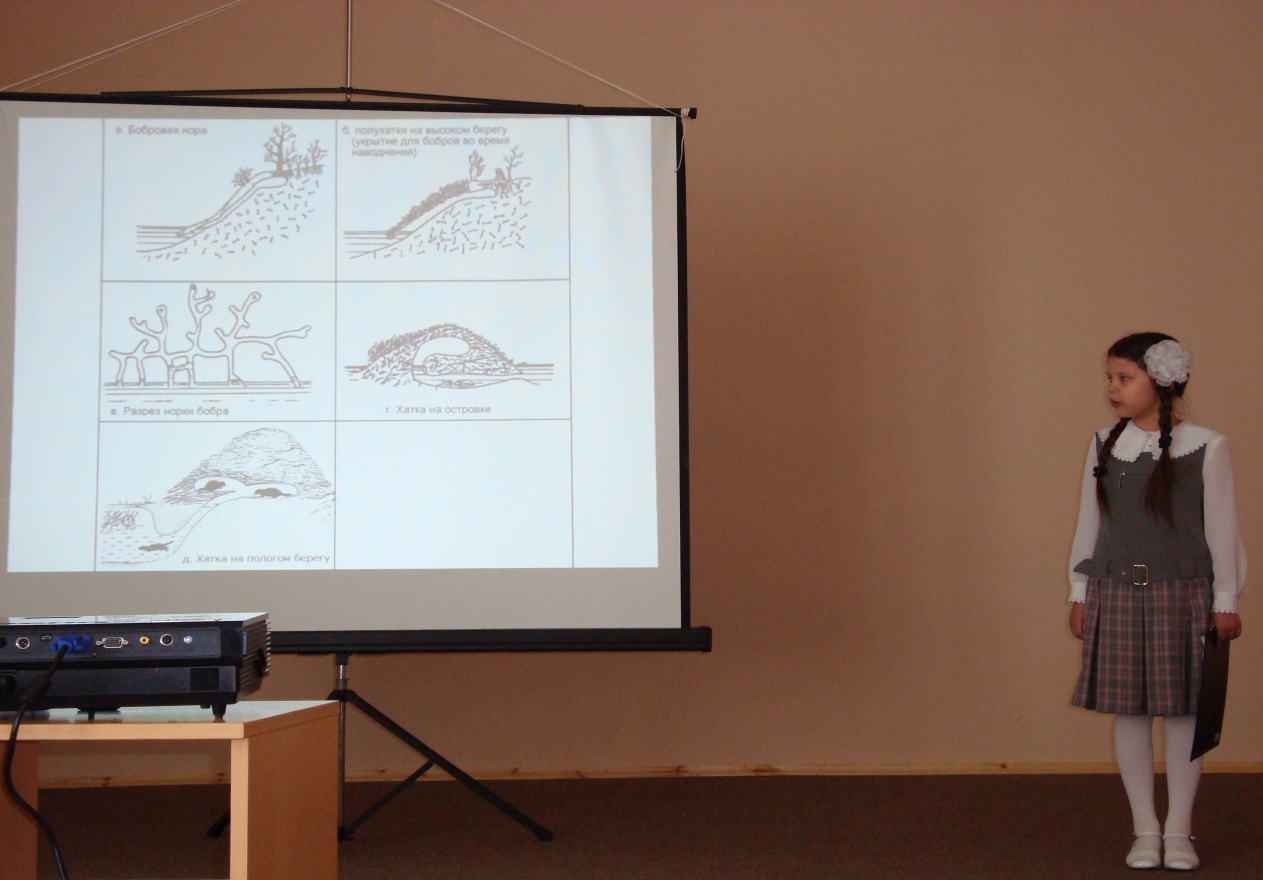 а. Бобровая нора
б. полухатки на высоком берегу
(укрытие для бобров во время
наводнения)
в. Разрез норки бобра
г. Хатка на островке
д. Хатка на пологом берегу